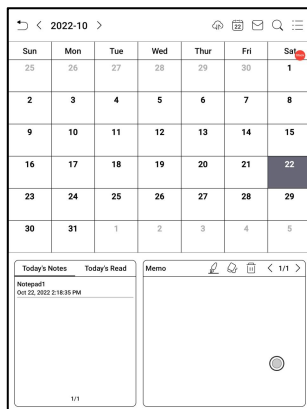 2022-10
22
Sun Mon Tue Wed Thur Fri Sat
25 26 27 28 29 30 1
2 3 4 5 6 7 8
9 10 11 12 13 14 15
16 17 18 19 20 21 22
23 24 25 26 27 28 29
30 31 1 2 3 4 5
Today's Notes Today's Read Memo 1/1
Notepad1
Oct 22, 2022 2:18:35 PM
1/1